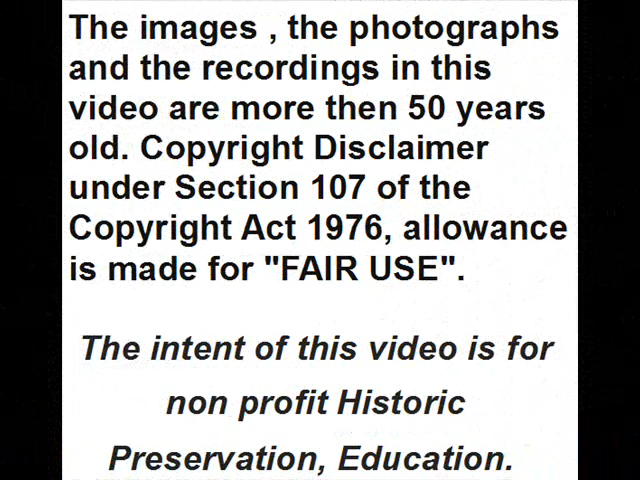 The images , the photographs
and the recordings in this
video are more then 50 years
old. Copyright Disclaimer
under Section 107 of the
Copyright Act 1976, allowance
is made for "FAIR USE".
The intent of this video is for
non profit Historic
Preservation, Education.